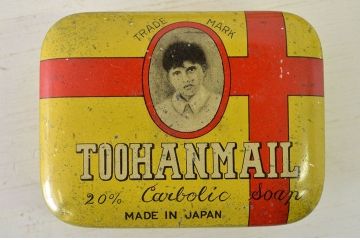 TRADE MARK
TOOHANMAIL
20% Carbolic Soap
MADE IN JAPAN